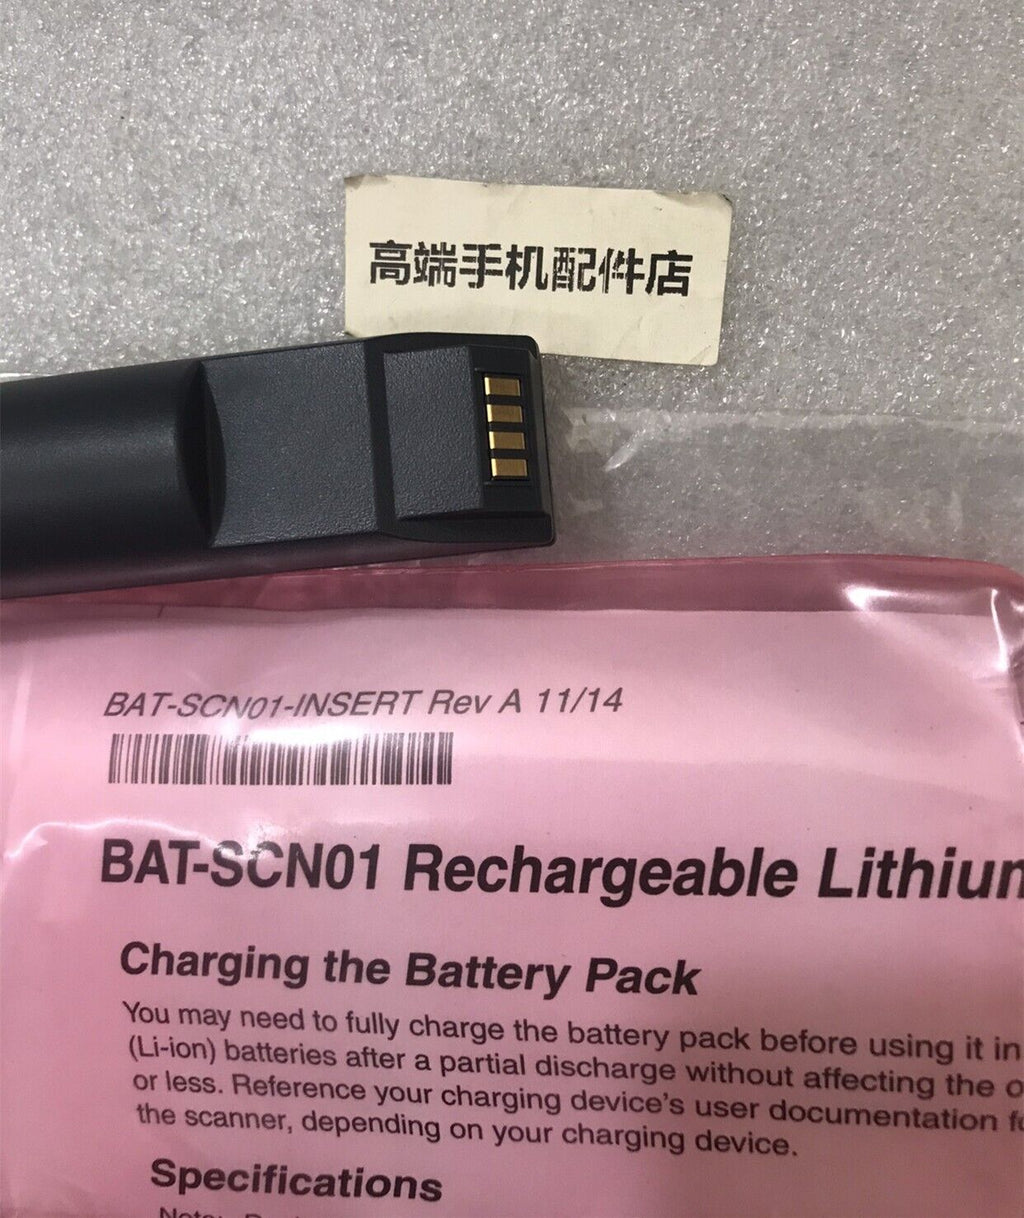 高端手机配件店
BAT-SCN01-INSERT Rev A 11/14
BAT-SCN01 Rechargeable Lithium
Charging the Battery Pack
You may need to fully charge the battery pack before using it in
(Li-ion) batteries after a partial discharge without affecting the
or less. Reference your charging device's user documentation
the scanner, depending on your charging device.
Specifications